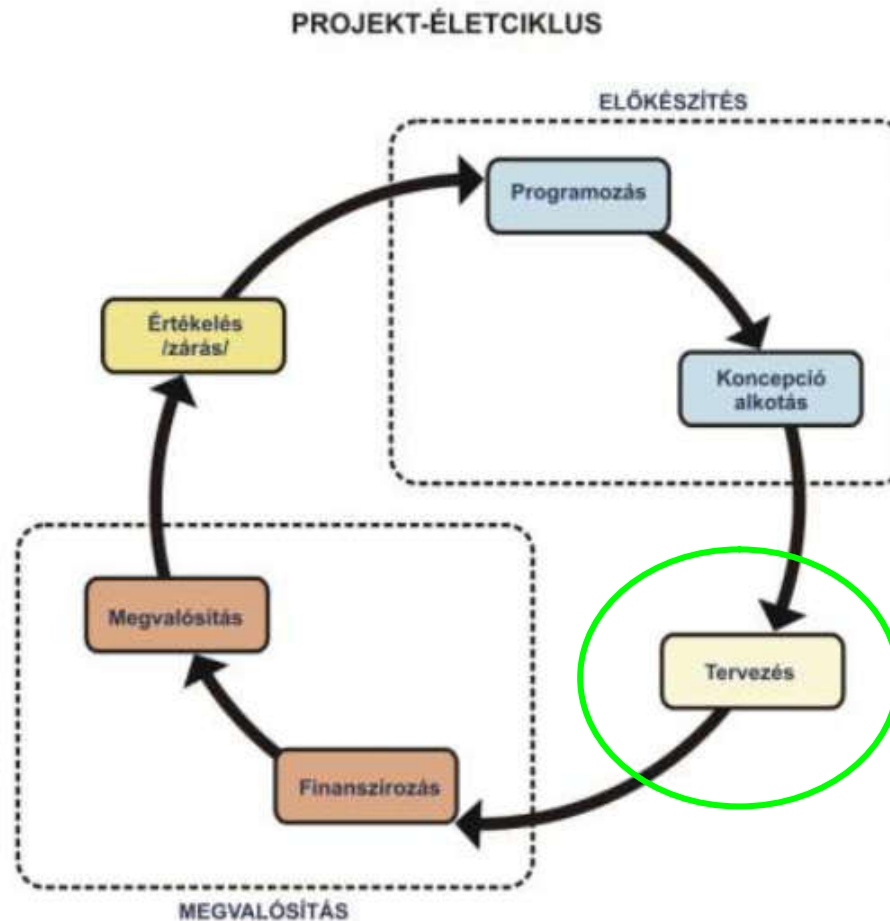 PROJEKT-ÉLETCIKLUS
ELŐKÉSZÍTÉS
Programozás
Értékelés
/zárás/
Koncepció
alkotás
Megvalósítás
Tervezés
Finanszírozás
MEGVALÓSÍTÁS